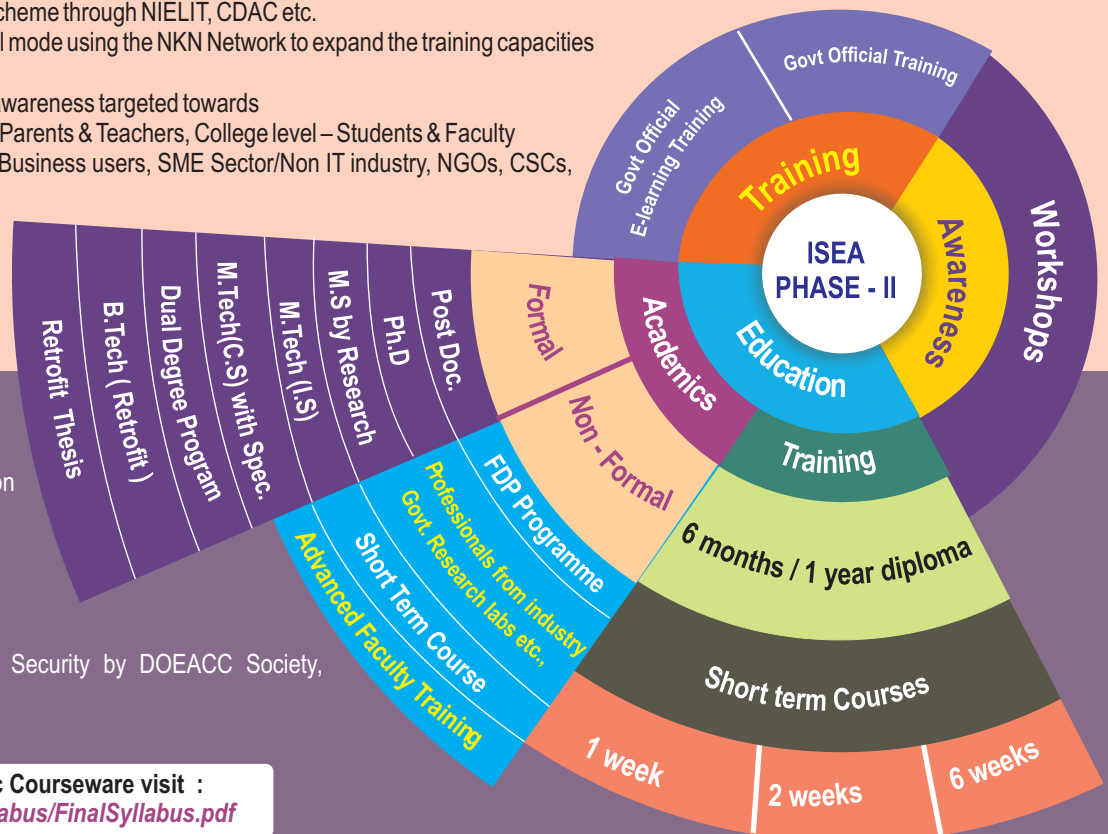 cheme through NIELIT, CDAC etc.
l mode using the NKN Network to expand the training capacities
awareness targeted towards
Parents & Teachers, College level – Students & Faculty
Business users, SME Sector/Non IT industry, NGOs, CSCs,
Govt Official
E-learning Training
Govt Official Training
Training
Awareness
Workshops
ISEA
PHASE - II
Education
Academics
Formal
Non - Formal
Post Doc.
Ph.D
M.S by Research
M.Tech (I.S)
M.Tech(C.S) with Spec.
Dual Degree Program
B.Tech ( Retrofit )
Retrofit Thesis
FDP Programme
Professionals from industry
Govt. Research labs etc.,
Short Term Course
Advanced Faculty Training
Training
6 months / 1 year diploma
Short term Courses
1 week
2 weeks
6 weeks
on
Security by DOEACC Society,
c Courseware visit :
labus/FinalSyllabus.pdf